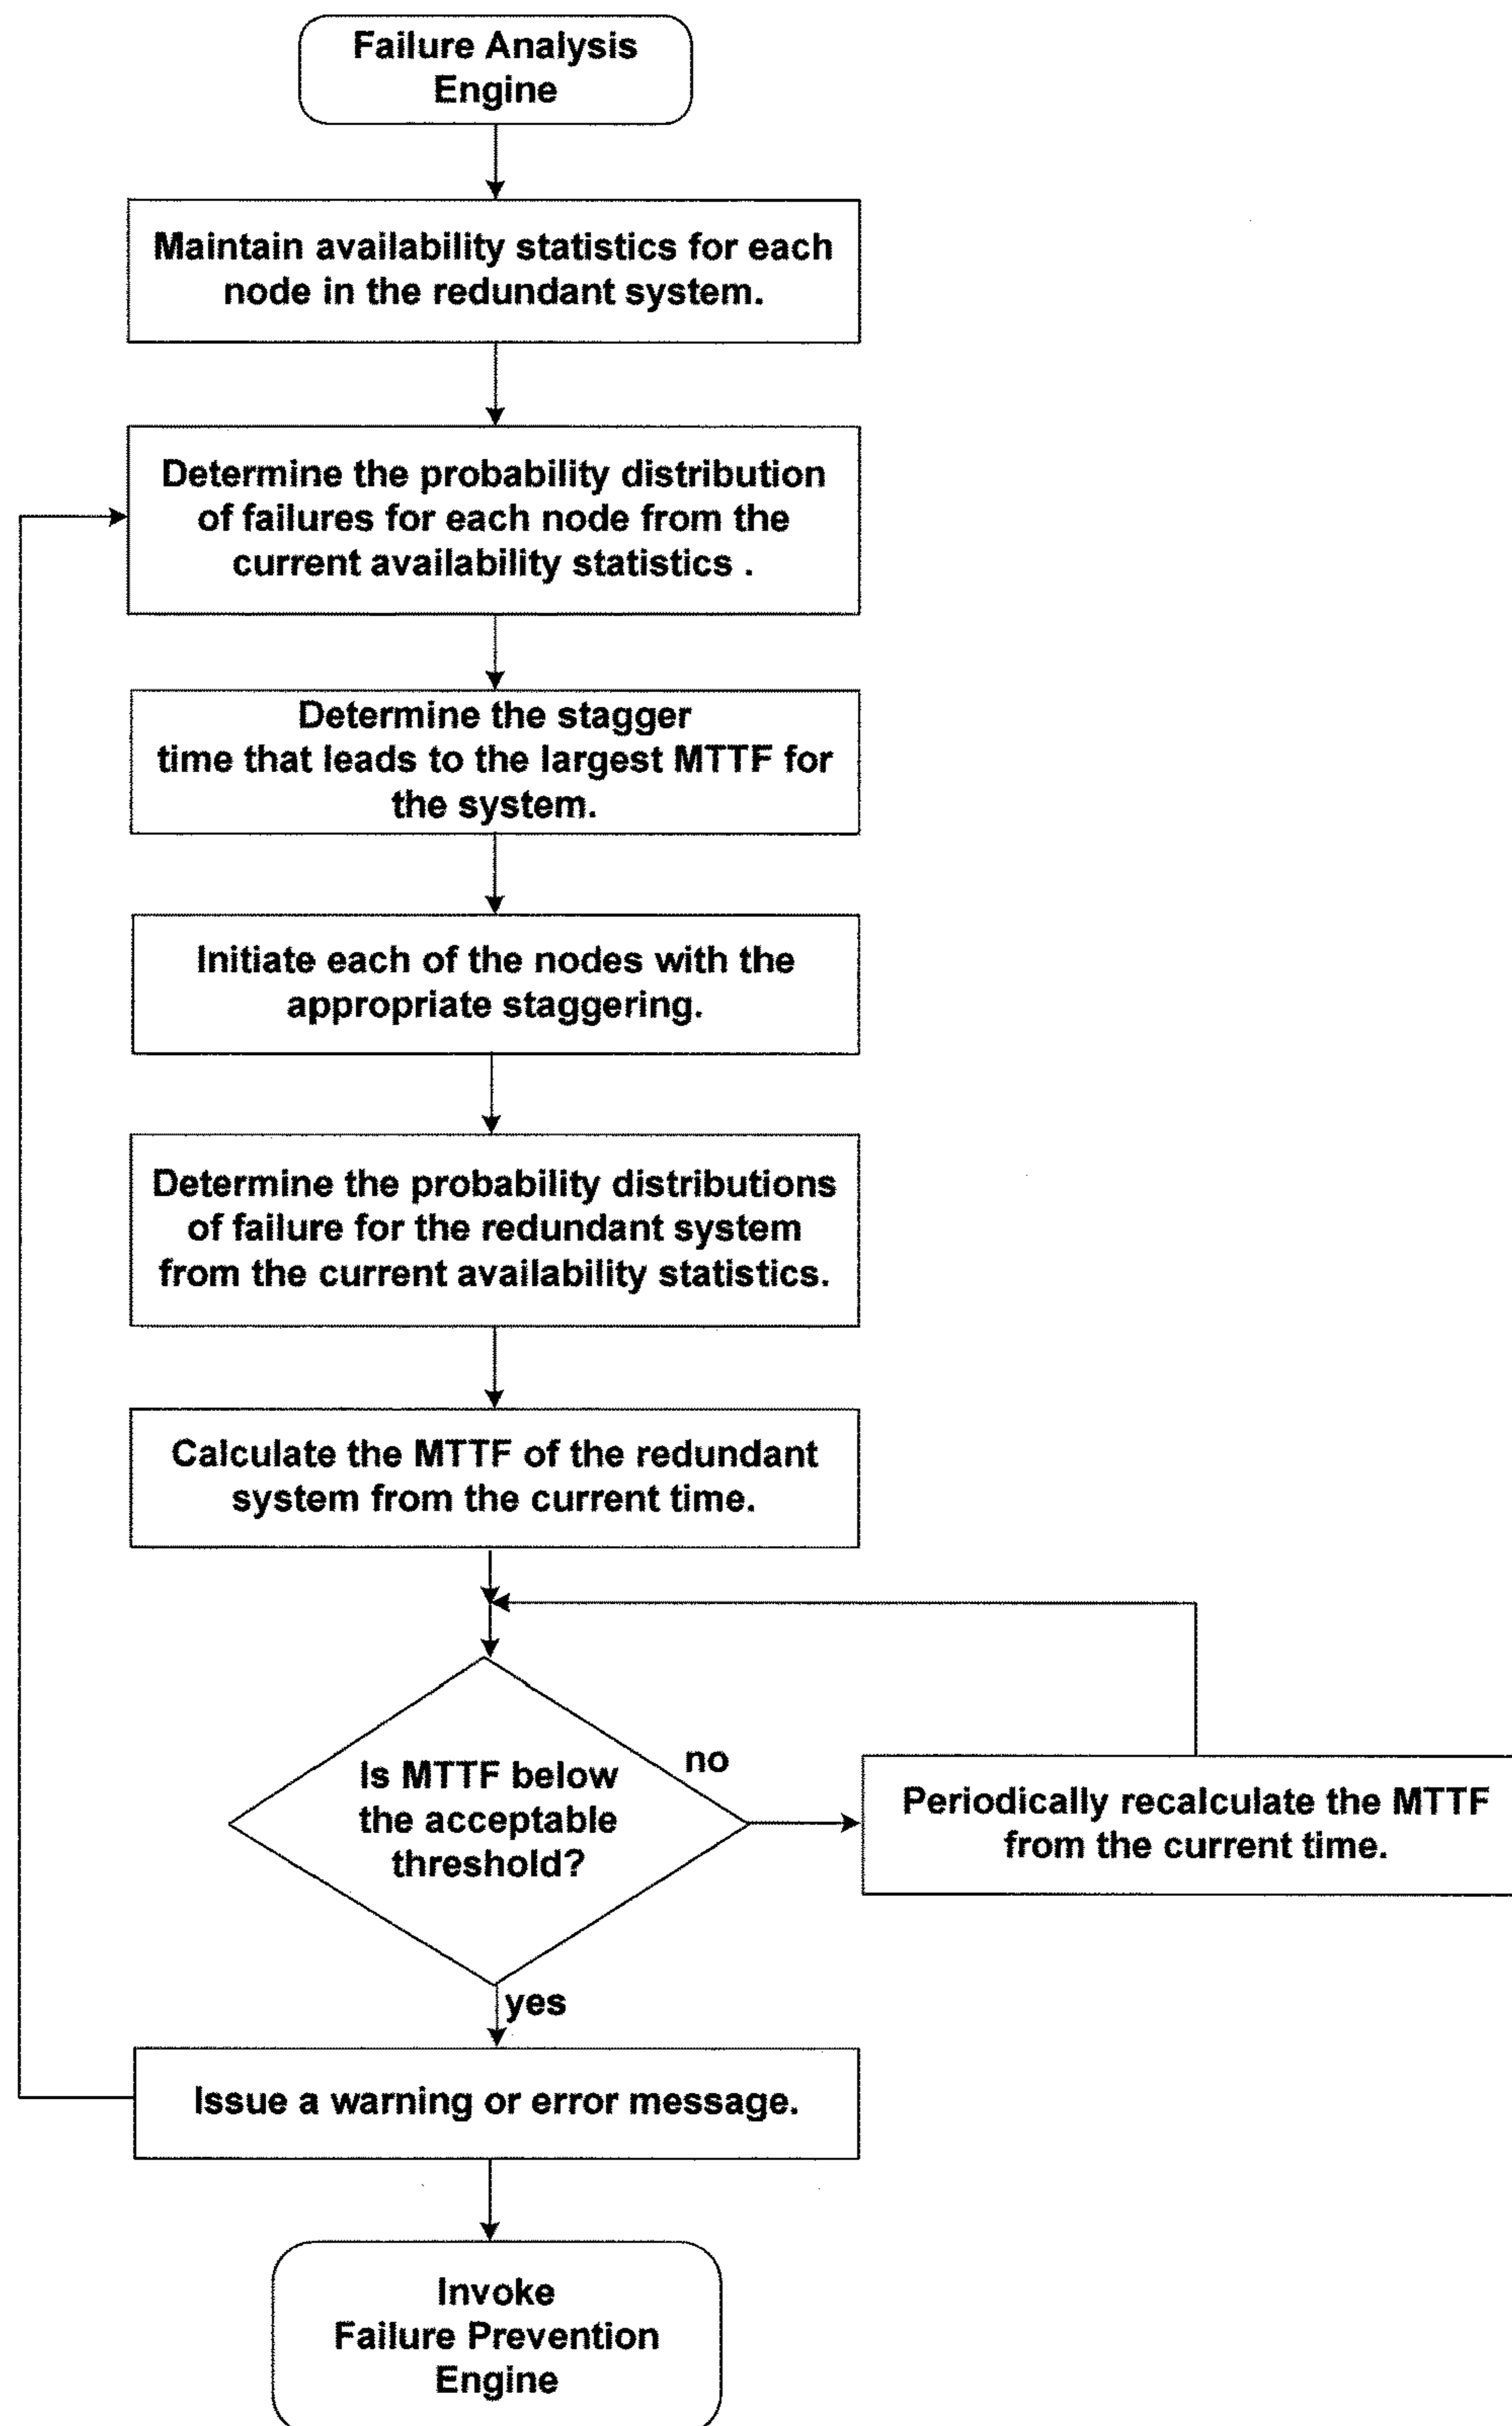 Failure Analysis
Engine
Maintain availability statistics for each
node in the redundant system.
Determine the probability distribution
of failures for each node from the
current availability statistics .
Determine the stagger
time that leads to the largest MTTF for
the system.
Initiate each of the nodes with the
appropriate staggering.
Determine the probability distributions
of failure for the redundant system
from the current availability statistics.
Calculate the MTTF of the redundant
system from the current time.
Is MTTF below
the acceptable
threshold?
no
Periodically recalculate the MTTF
from the current time.
yes
Issue a warning or error message.
Invoke
Failure Prevention
Engine